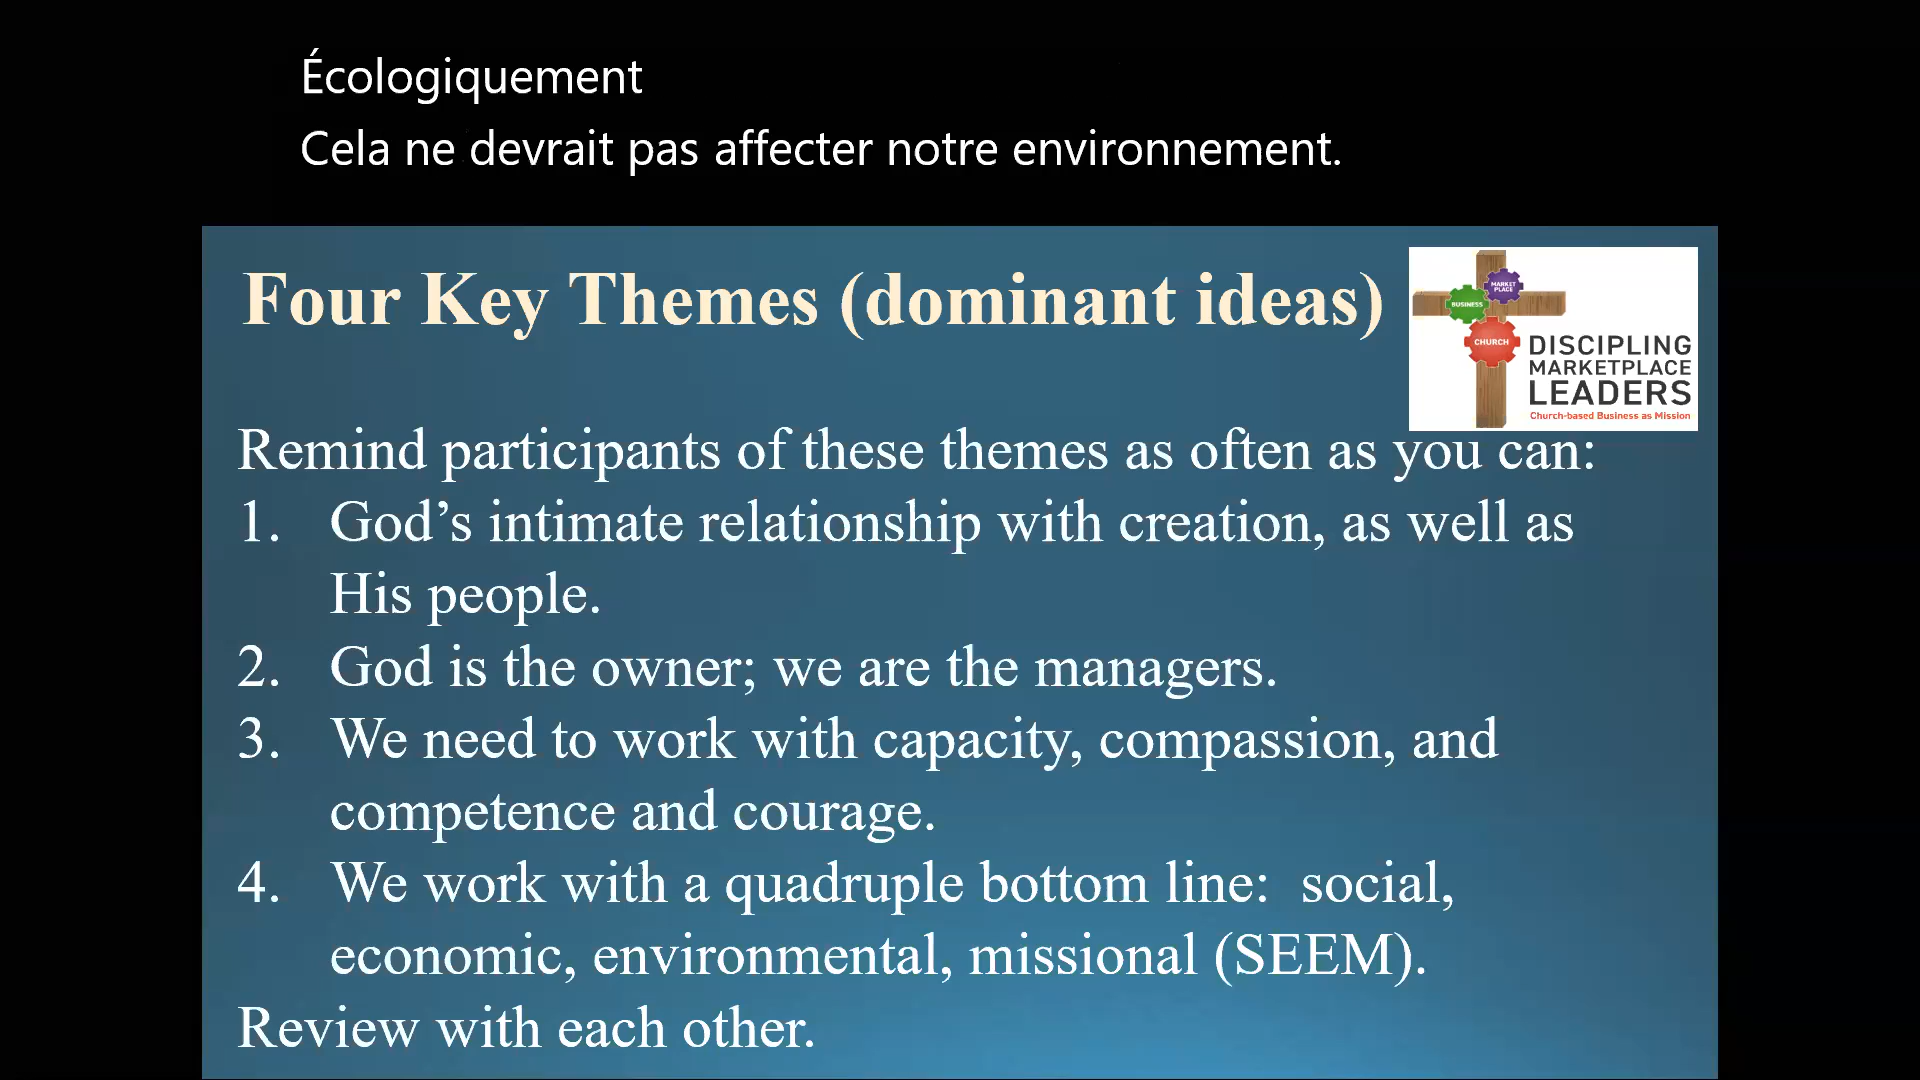 Écologiquement
Cela ne devrait pas affecter notre environnement.
Four Key Themes (dominant ideas)
MARKET
PLACE
BUSINESS
CHURCH
DISCIPLING
MARKETPLACE
LEADERS
Church-based Business as Mission
Remind participants of these themes as often as you can:
1. God’s intimate relationship with creation, as well as
His people.
2. God is the owner; we are the managers.
3. We need to work with capacity, compassion, and
competence and courage.
4. We work with a quadruple bottom line:  social,
economic, environmental, missional (SEEM).
Review with each other.